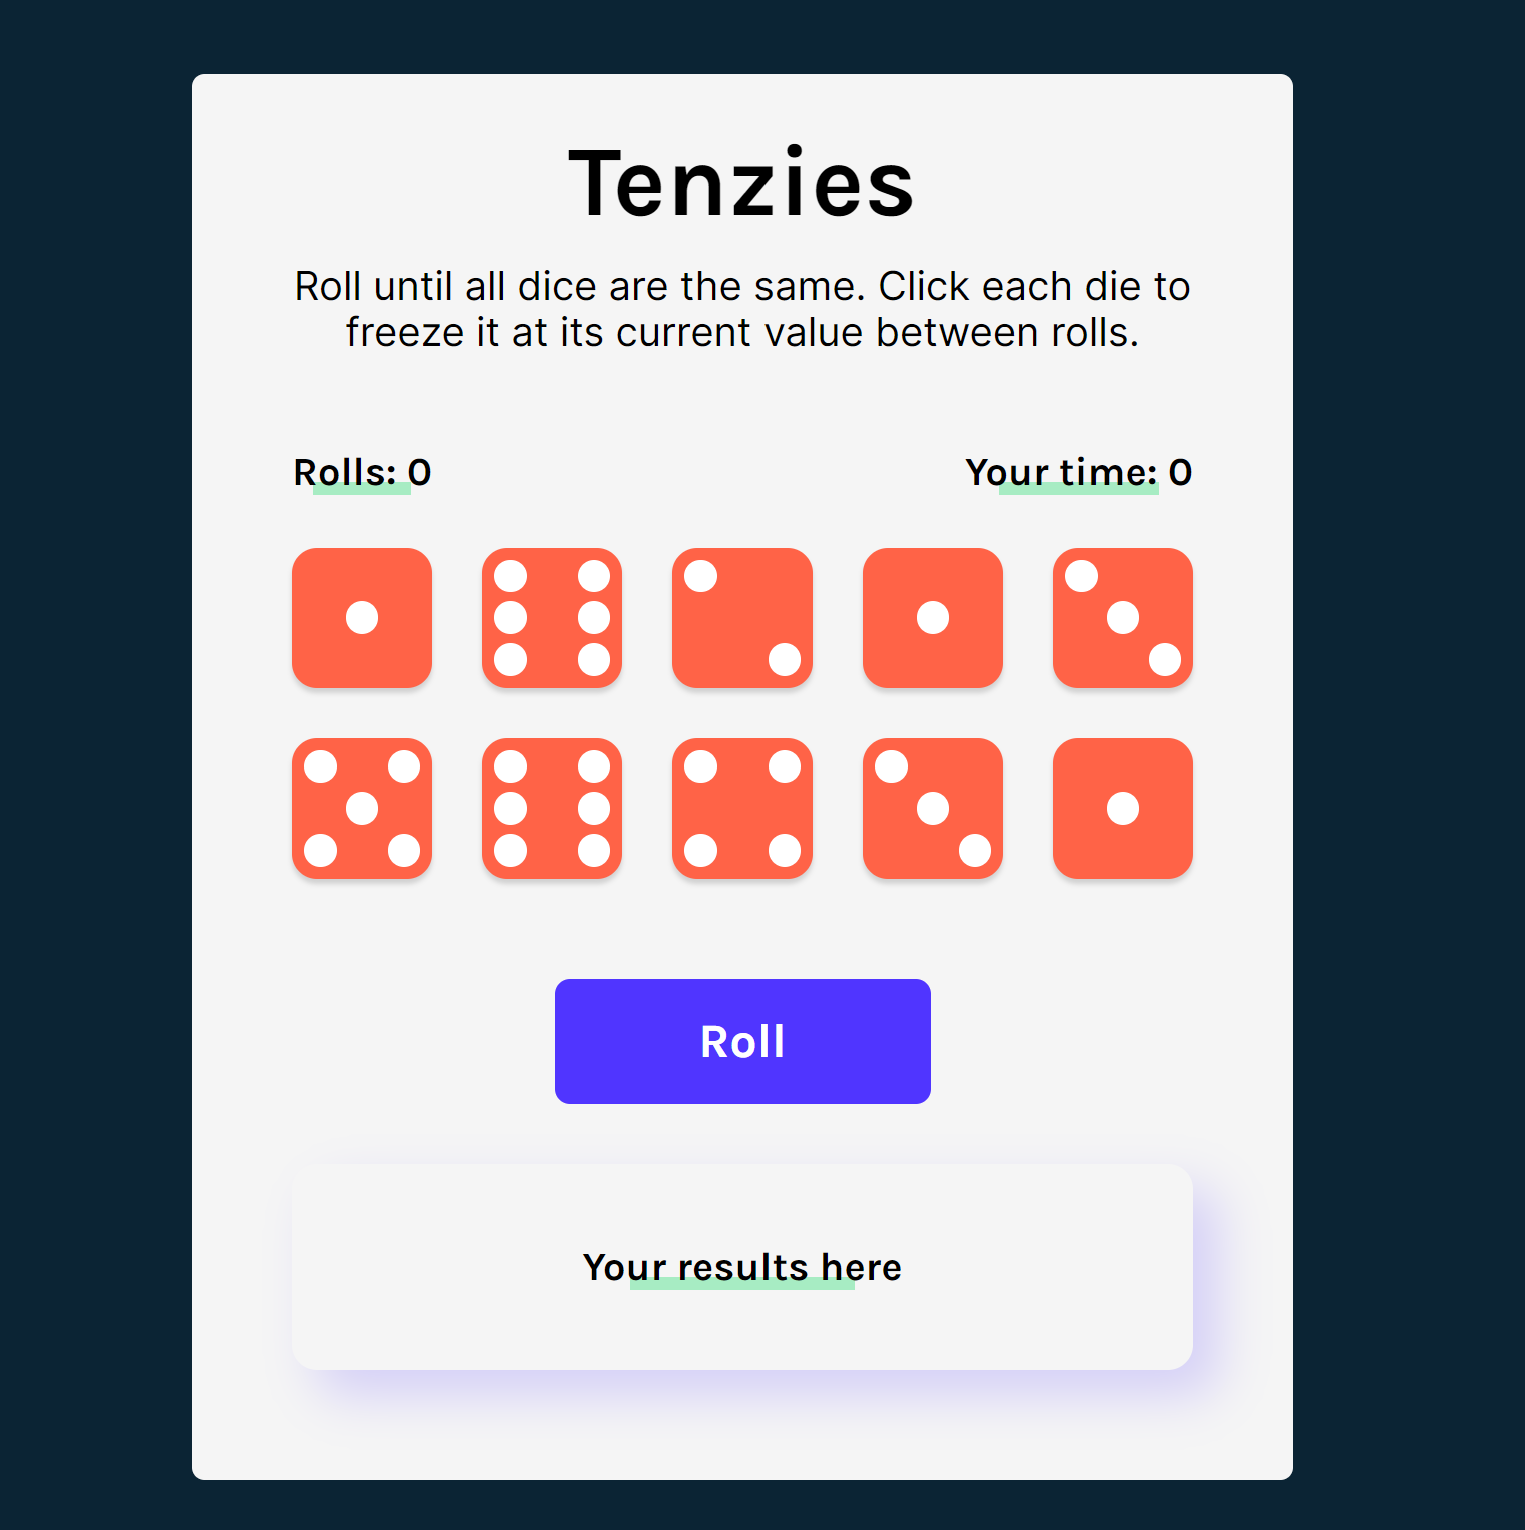 Tenzies
Roll until all dice are the same. Click each die to
freeze it at its current value between rolls.
Rolls: 0
Your time: 0
Roll
Your results here